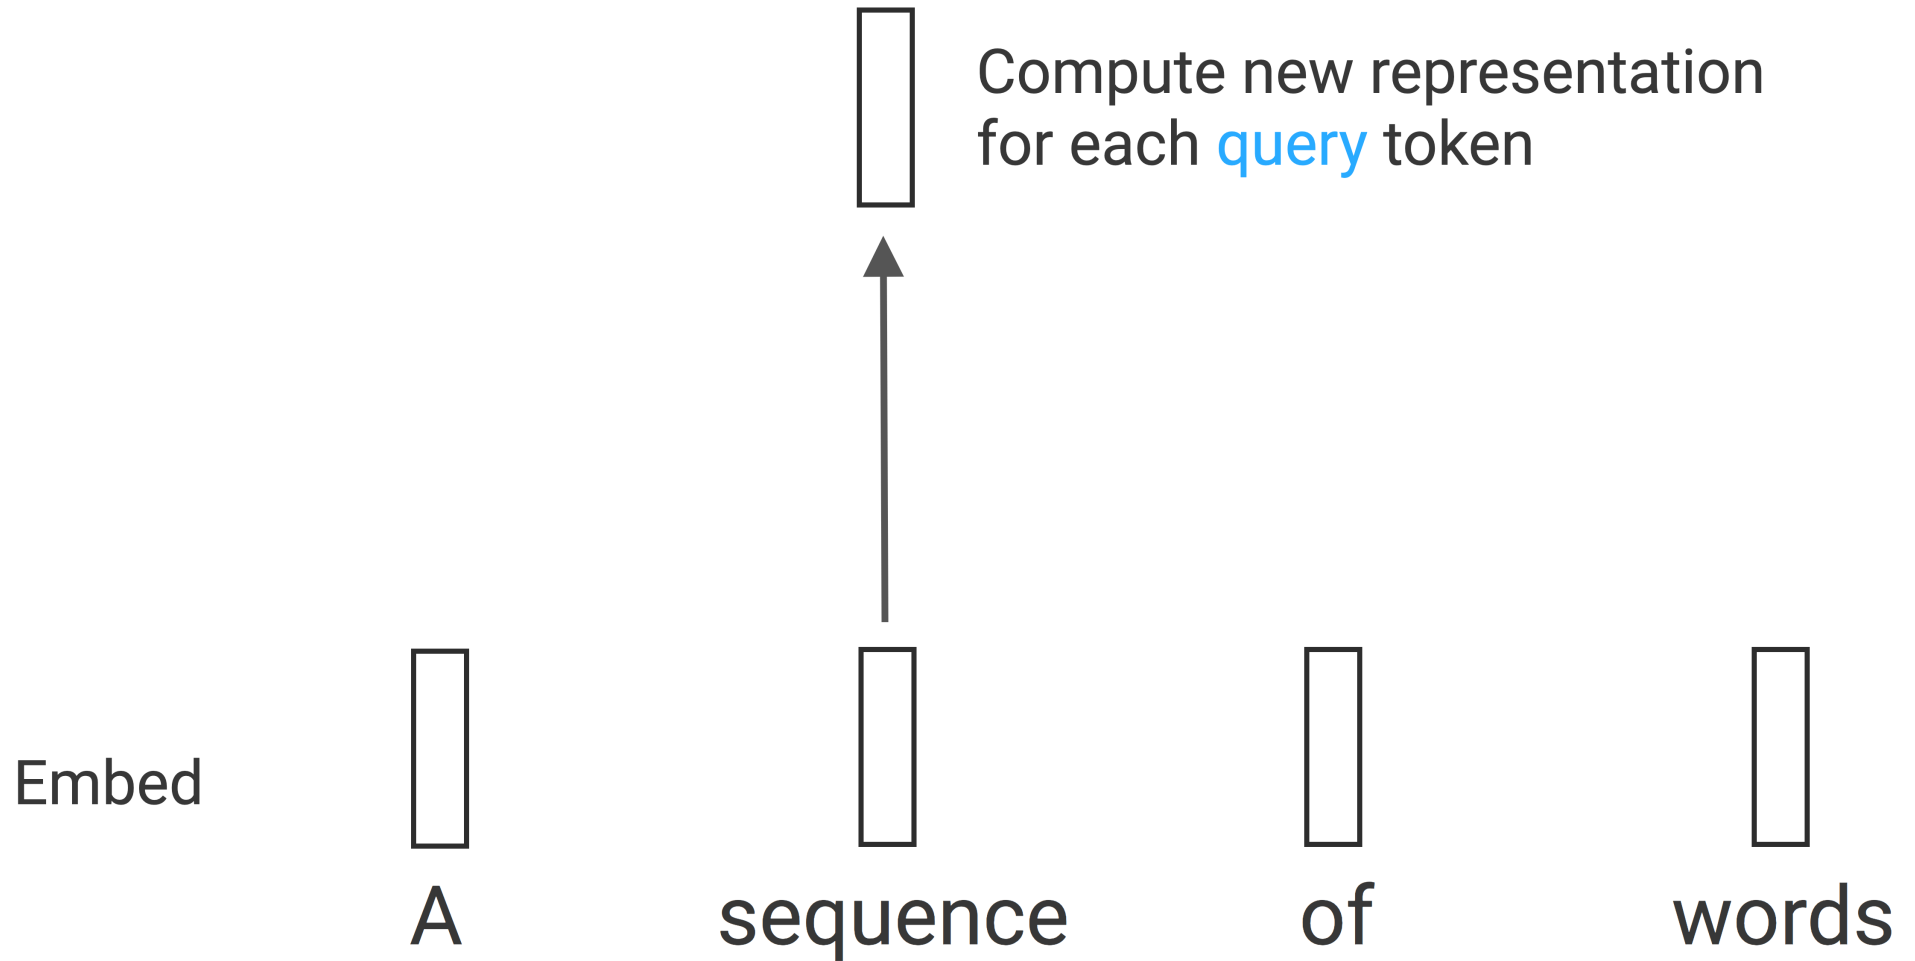 Compute new representation
for each query token
Embed
A sequence of words